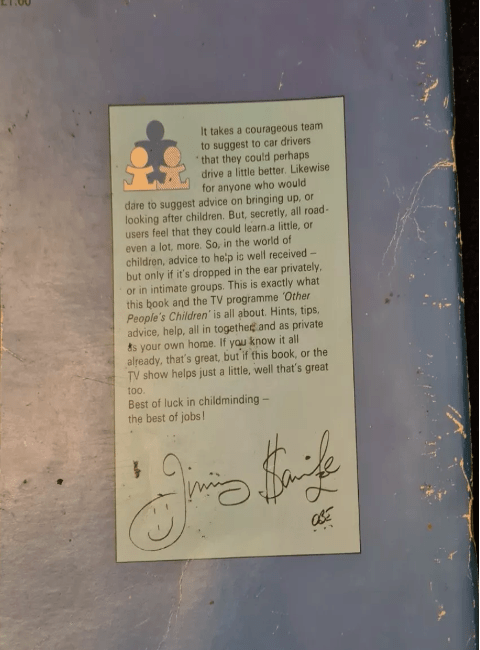 £1.00
It takes a courageous team
to suggest to car drivers
that they could perhaps
drive a little better. Likewise
for anyone who would
dare to suggest advice on bringing up, or
looking after children. But, secretly, all road-
users feel that they could learn a little, or
even a lot, more. So, in the world of
children, advice to help is well received –
but only if it's dropped in the ear privately,
or in intimate groups. This is exactly what
this book and the TV programme 'Other
People's Children' is all about. Hints, tips,
advice, help, all in together, and as private
as your own home. If you know it all
already, that's great, but if this book, or the
TV show helps just a little, well that's great
too.
Best of luck in childminding –
the best of jobs!
Jimmy Savile
OBE